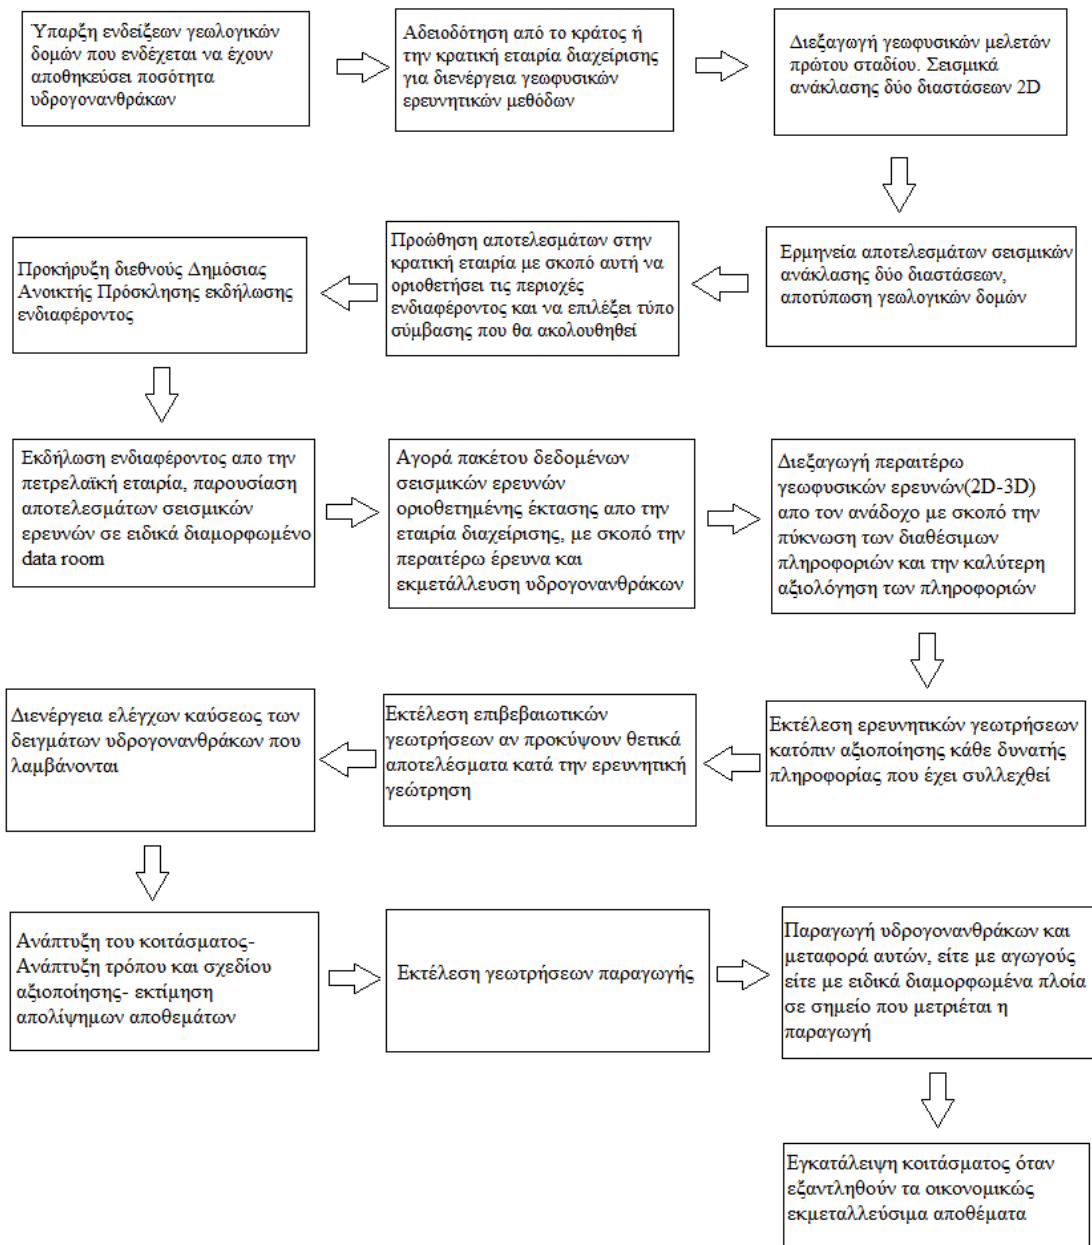 Ύπαρξη ενδείξεων γεωλογικών
δομών που ενδέχεται να έχουν
αποθηκεύσει ποσότητα
υδρογονανθράκων
Αδειοδότηση από το κράτος ή
την κρατική εταιρία διαχείρισης
για διενέργεια γεωφυσικών
ερευνητικών μεθόδων
Διεξαγωγή γεωφυσικών μελετών
πρώτου σταδίου. Σεισμικά
ανάκλασης δύο διαστάσεων 2D
Ερμηνεία αποτελεσμάτων σεισμικών
ανάκλασης δύο διαστάσεων,
αποτύπωση γεωλογικών δομών
Προώθηση αποτελεσμάτων στην
κρατική εταιρία με σκοπό αυτή να
οριοθετήσει τις περιοχές
ενδιαφέροντος και να επιλέξει τύπο
σύμβασης που θα ακολουθηθεί
Προκήρυξη διεθνούς Δημόσιας
Ανοικτής Πρόσκλησης εκδήλωσης
ενδιαφέροντος
Εκδήλωση ενδιαφέροντος απο την
πετρελαϊκή εταιρία, παρουσίαση
αποτελεσμάτων σεισμικών
ερευνών σε ειδικά διαμορφωμένο
data room
Αγορά πακέτου δεδομένων
σεισμικών ερευνών
οριοθετημένης έκτασης απο την
εταιρία διαχείρισης, με σκοπό την
περαιτέρω έρευνα και
εκμετάλλευση υδρογονανθράκων
Διεξαγωγή περαιτέρω
γεωφυσικών ερευνών(2D-3D)
απο τον ανάδοχο με σκοπό την
πύκνωση των διαθέσιμων
πληροφοριών και την καλύτερη
αξιολόγηση των πληροφοριών
Εκτέλεση ερευνητικών γεωτρήσεων
κατόπιν αξιοποίησης κάθε δυνατής
πληροφορίας που έχει συλλεχθεί
Εκτέλεση επιβεβαιωτικών
γεωτρήσεων αν προκύψουν θετικά
αποτελέσματα κατά την ερευνητική
γεώτρηση
Διενέργεια ελέγχων καύσεως των
δειγμάτων υδρογονανθράκων που
λαμβάνονται
Ανάπτυξη του κοιτάσματος-
Ανάπτυξη τρόπου και σχεδίου
αξιοποίησης- εκτίμηση
απολίψημων αποθεμάτων
Εκτέλεση γεωτρήσεων παραγωγής
Παραγωγή υδρογονανθράκων και
μεταφορά αυτών, είτε με αγωγούς
είτε με ειδικά διαμορφωμένα πλοία
σε σημείο που μετριέται η
παραγωγή
Εγκατάλειψη κοιτάσματος όταν
εξαντληθούν τα οικονομικώς
εκμεταλλεύσιμα αποθέματα